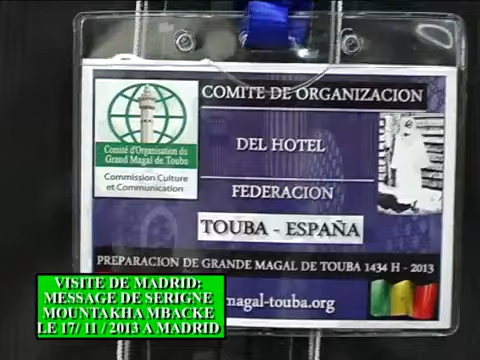 COMITE DE ORGANIZACION
Comité d'Organisation du
Grand Magal de Touba
Commission Culture
et Communication
DEL HOTEL
FEDERACION
TOUBA - ESPAÑA
PREPARACION DE GRANDE MAGAL DE TOUBA 1434 H - 2013
magal-touba.org
VISITE DE MADRID:
MESSAGE DE SERIGNE
MOUNTAKHA MBACKE
LE 17/ 11 / 2013 A MADRID